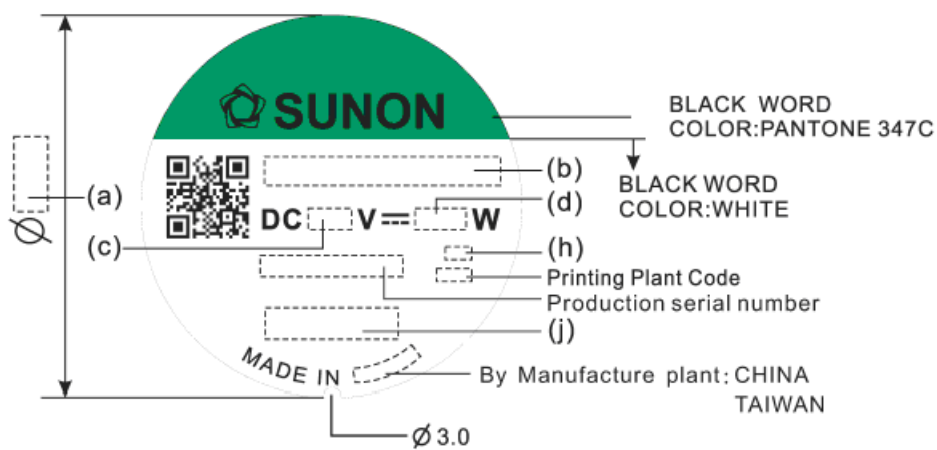 SUNON
BLACK WORD
COLOR:PANTONE 347C
BLACK WORD
COLOR:WHITE
(a)
Ø
(b)
(d)
DC V W
(c)
(h)
Printing Plant Code
Production serial number
(j)
MADE IN
By Manufacture plant: CHINA
TAIWAN
Ø 3.0